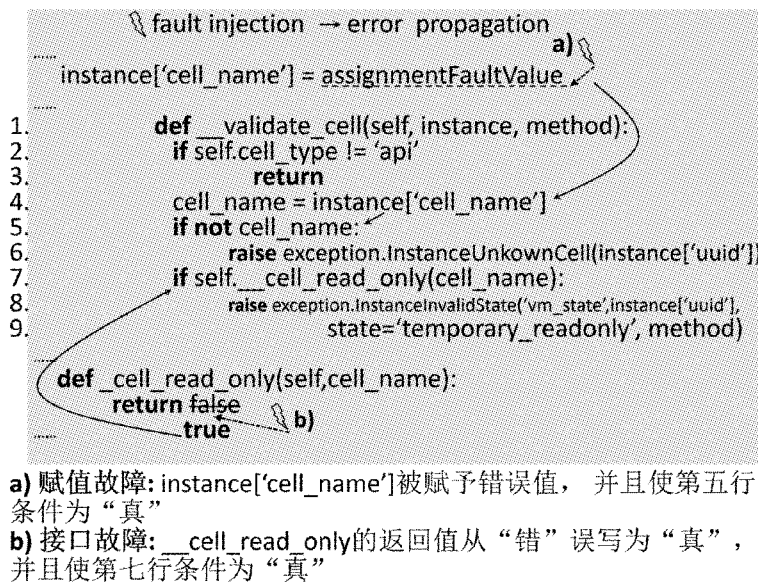 fault injection → error propagation
a)
......
instance['cell_name'] = assignmentFaultValue
......
1. def __validate_cell(self, instance, method):
2. if self.cell_type != 'api'
3. return
4. cell_name = instance['cell_name']
5. if not cell_name:
6. raise exception.InstanceUnkownCell(instance['uuid'])
7. if self.__cell_read_only(cell_name):
8. raise exception.InstanceInvalidState('vm_state',instance['uuid'],
9. state='temporary_readonly', method)
......
def _cell_read_only(self,cell_name):
return false
b)
...... true
a) 赋值故障: instance['cell_name']被赋予错误值， 并且使第五行
条件为“真”
b) 接口故障: __cell_read_only的返回值从“错”误写为“真”，
并且使第七行条件为“真”